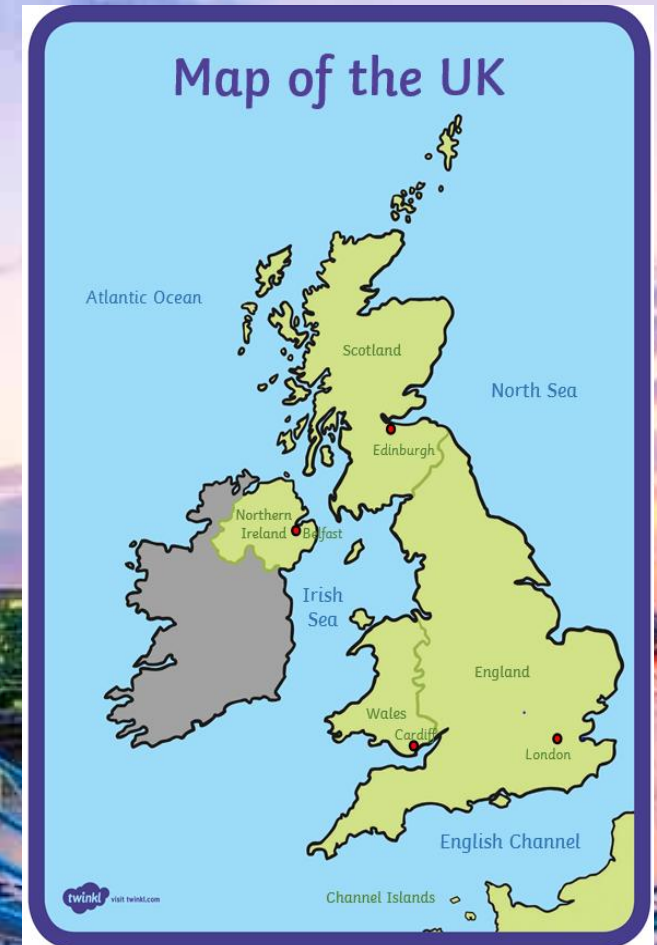 Map of the UK
Atlantic Ocean
Scotland
North Sea
Edinburgh
Northern
Ireland
Belfast
Irish
Sea
England
Wales
Cardiff
London
English Channel
Channel Islands
twinkl
visit twinkl.com